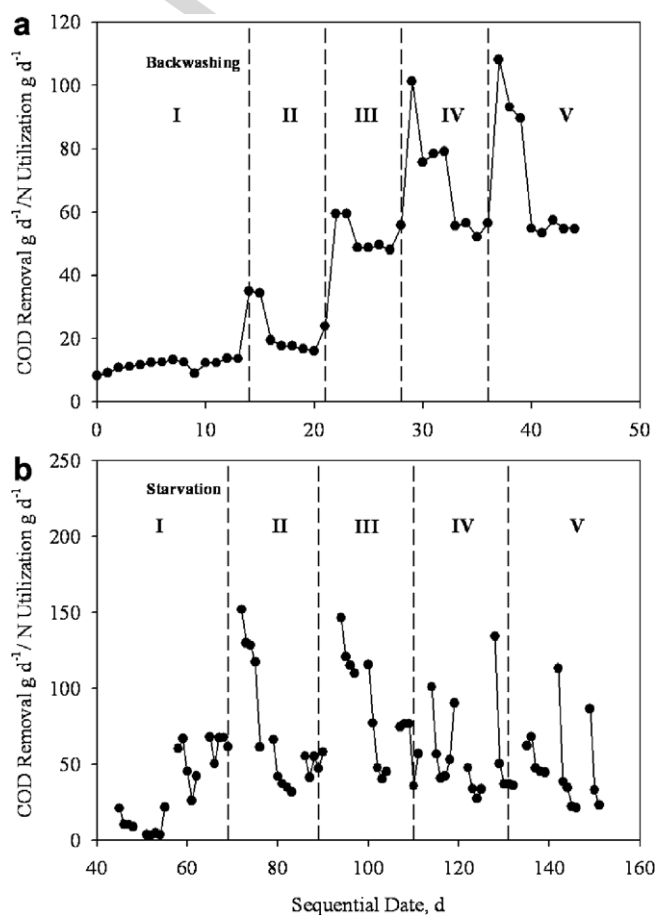 a
120
100
80
60
40
20
0
COD Removal g d⁻¹/N Utilization g d⁻¹
Backwashing
I II III IV V
0 10 20 30 40 50
b
250
200
150
100
50
0
COD Removal g d⁻¹/ N Utilization g d⁻¹
Starvation
I II III IV V
40 60 80 100 120 140 160
Sequential Date, d